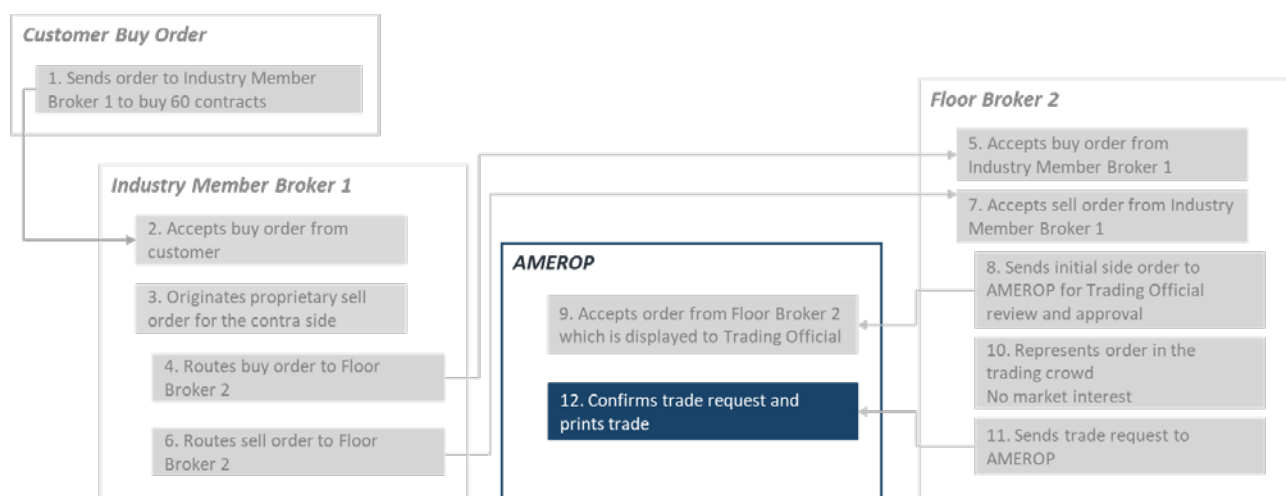 Customer Buy Order
1. Sends order to Industry Member
Broker 1 to buy 60 contracts
Industry Member Broker 1
2. Accepts buy order from
customer
3. Originates proprietary sell
order for the contra side
4. Routes buy order to Floor
Broker 2
6. Routes sell order to Floor
Broker 2
AMEROP
9. Accepts order from Floor Broker 2
which is displayed to Trading Official
12. Confirms trade request and
prints trade
Floor Broker 2
5. Accepts buy order from
Industry Member Broker 1
7. Accepts sell order from Industry
Member Broker 1
8. Sends initial side order to
AMEROP for Trading Official
review and approval
10. Represents order in the
trading crowd
No market interest
11. Sends trade request to
AMEROP